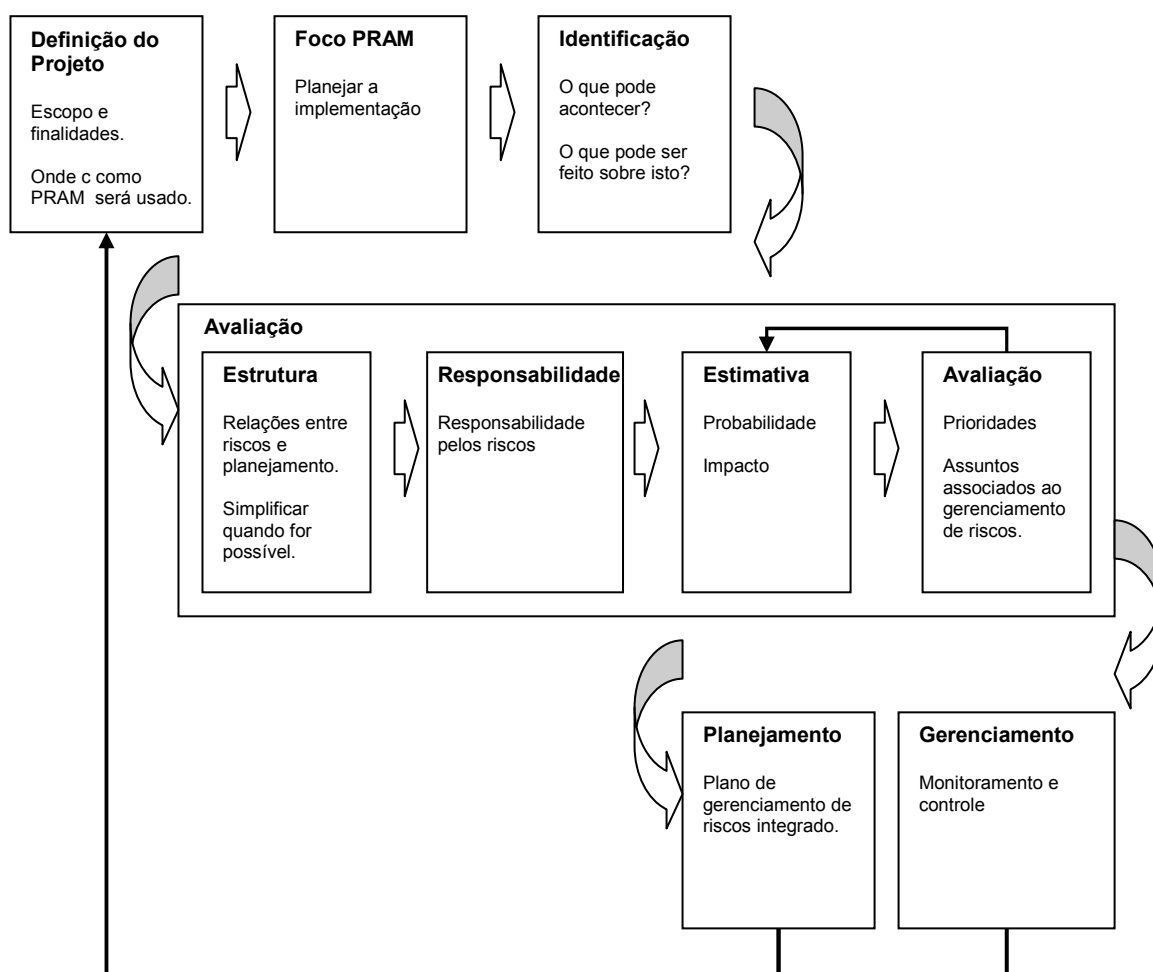 Definição do
Projeto
Escopo e
finalidades.
Onde c como
PRAM será usado.
Foco PRAM
Planejar a
implementação
Identificação
O que pode
acontecer?
O que pode ser
feito sobre isto?
Avaliação
Estrutura
Relações entre
riscos e
planejamento.
Simplificar
quando for
possível.
Responsabilidade
Responsabilidade
pelos riscos
Estimativa
Probabilidade
Impacto
Avaliação
Prioridades
Assuntos
associados ao
gerenciamento
de riscos.
Planejamento
Plano de
gerenciamento de
riscos integrado.
Gerenciamento
Monitoramento e
controle